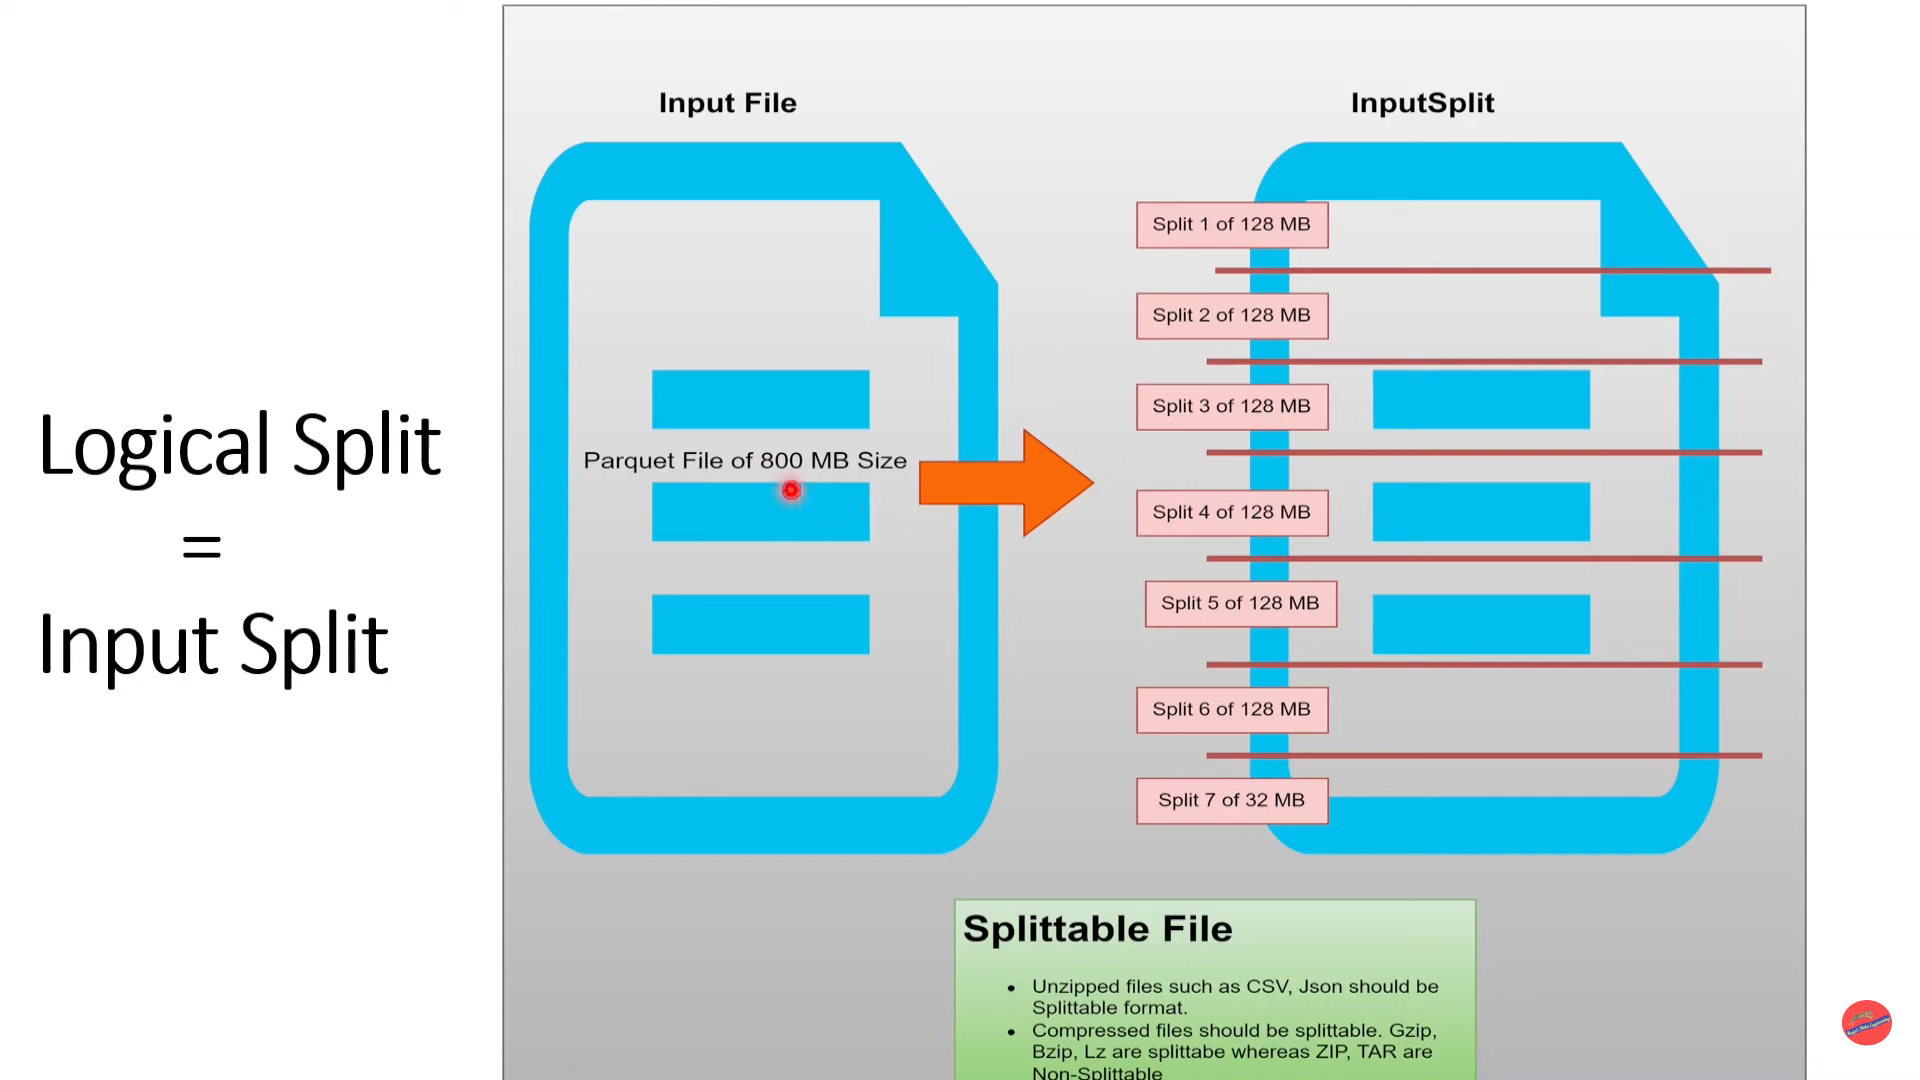 Logical Split
=
Input Split
Input File
InputSplit
Parquet File of 800 MB Size
Split 1 of 128 MB
Split 2 of 128 MB
Split 3 of 128 MB
Split 4 of 128 MB
Split 5 of 128 MB
Split 6 of 128 MB
Split 7 of 32 MB
Splittable File
• Unzipped files such as CSV, Json should be
Splittable format.
• Compressed files should be splittable. Gzip,
Bzip, Lz are splittabe whereas ZIP, TAR are
Non-Splittable